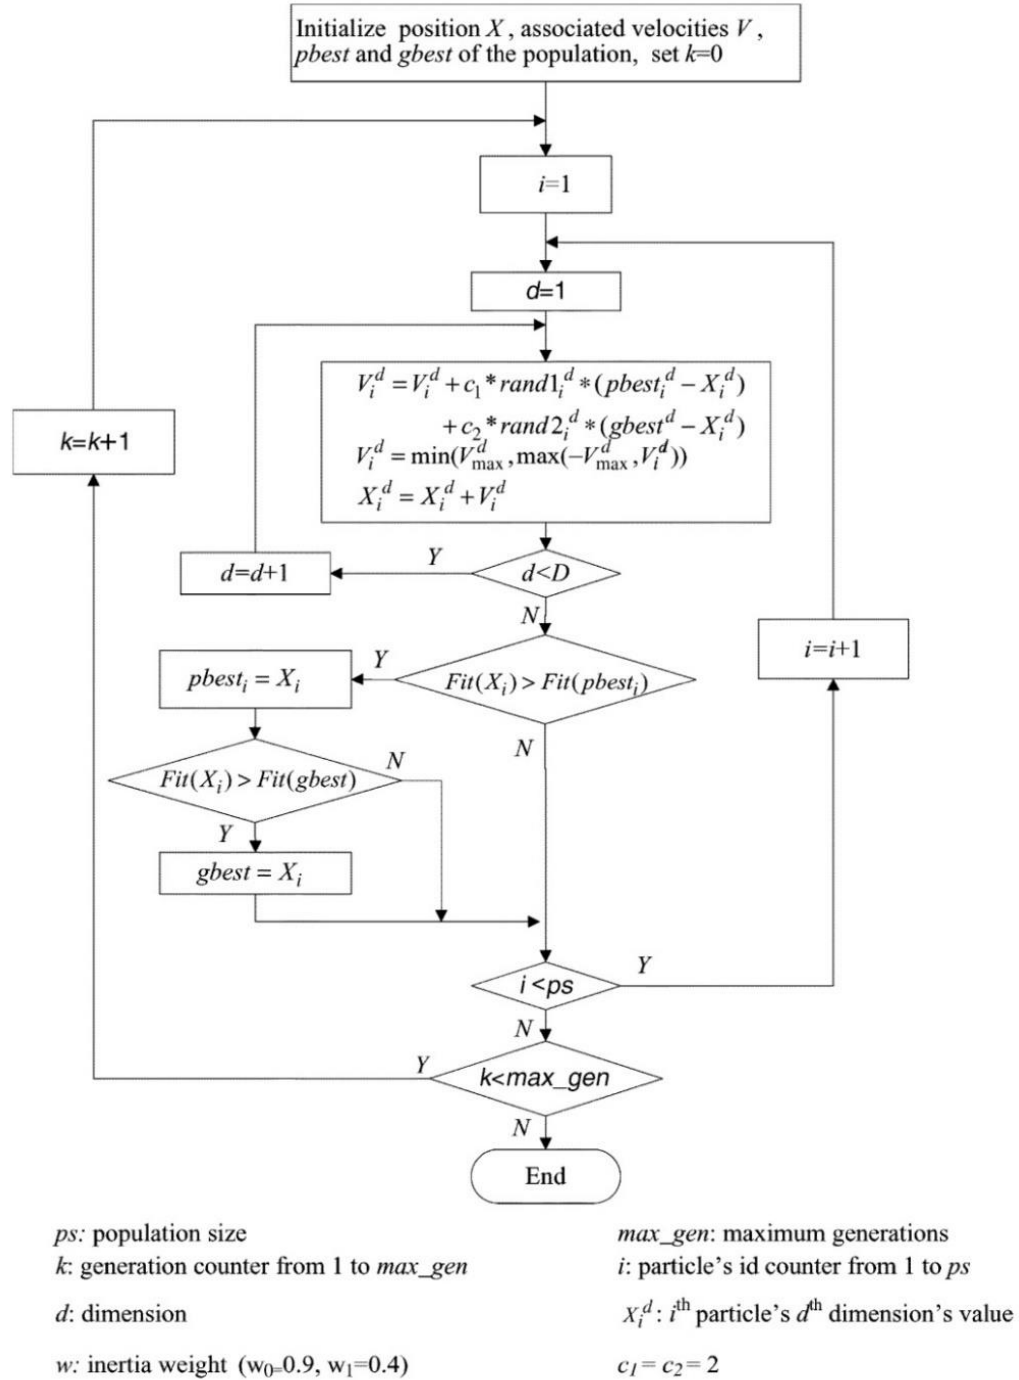 Initialize position X , associated velocities V ,
pbest and gbest of the population, set k=0
i=1
d=1
V_i^d = V_i^d + c_1 * rand1_i^d * (pbest_i^d − X_i^d)
+ c_2 * rand2_i^d * (gbest^d − X_i^d)
V_i^d = min(V_max^d , max(−V_max^d , V_i^d))
X_i^d = X_i^d + V_i^d
k=k+1
Y
d<D
d=d+1
N
i=i+1
Y
Fit(X_i) > Fit(pbest_i)
pbest_i = X_i
N
N
Fit(X_i) > Fit(gbest)
Y
gbest = X_i
i<ps
Y
N
Y
k<max_gen
N
End
ps: population size
max_gen: maximum generations
k: generation counter from 1 to max_gen
i: particle's id counter from 1 to ps
d: dimension
X_i^d : i^th particle's d^th dimension's value
w: inertia weight (w_0=0.9, w_1=0.4)
c_1 = c_2 = 2